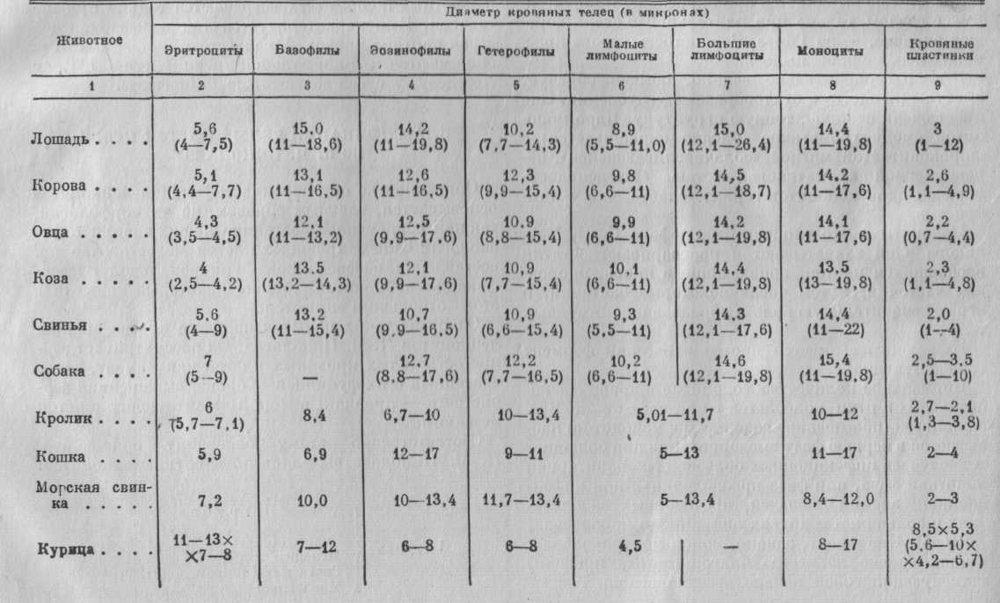 Диаметр кровяных телец (в микронах)
Животное Эритроциты Базофилы Эозинофилы Гетерофилы Малые лимфоциты Большие лимфоциты Моноциты Кровяные пластинки
1 2 3 4 5 6 7 8 9
5,6 15,0 14,2 10,2 8,9 15,0 14,4 3
Лошадь . . . . (4—7,5) (11—18,6) (11—19,8) (7,7—14,3) (5,5—11,0) (12,1—26,4) (11—19,8) (1—12)
5,1 13,1 12,6 12,3 9,8 14,5 14,2 2,6
Корова . . . . . (4,4—7,7) (11—16,5) (11—16,5) (9,9—15,4) (6,6—11) (12,1—18,7) (11—17,6) (1,1—4,9)
4,3 12,1 12,5 10.9 9,9 14,2 14,1 2,2
Овца . . . . . (3,5—4,5) (11—13,2) (9,9—17,6) (8,8—15,4) (6,6—11) (12,1—19,8) (11—17,6) (0,7—4,4)
4 13.5 12,1 10,9 10,1 14,4 13,5 2,3
Коза . . . . . (2,5—4,2) (13,2—14,3) (9,9—17,6) (7,7—15,4) (6,6—11) (12,1—19,8) (13—19,8) (1,1—4,8)
5.6 13.2 10,7 10,9 9,3 14,3 14,4 2,0
Свинья . . . . (4—9) (11—15,4) (9,9—16,5) (6,6—15,4) (5,5—11) (12,1—17,6) (11—22) (1—4)
7 12,7 12,2 10,2 14,6 15,4 2,5—3,5
Собака . . . . (5—9) — (8,8—17,6) (7,7—16,5) (6,6—11) (12,1—19,8) (11—19,8) (1—10)
6 2,7—2,1
Кролик . . . . (5,7—7,1) 8,4 6,7—10 10—13,4 5,01—11,7 10—12 (1,3—3,8)
Кошка . . . . 5,9 6,9 12—17 9—11 5—13 11—17 2—4
Морская свин-
ка . . . . . 7,2 10,0 10—13,4 11,7—13,4 5—13,4 8,4—12,0 2—3
11—13× 8,5×5,3
Курица . . . . ×7—8 7—12 6—8 6—8 4,5 — 8—17 (5,6—10×
×4,2—6,7)